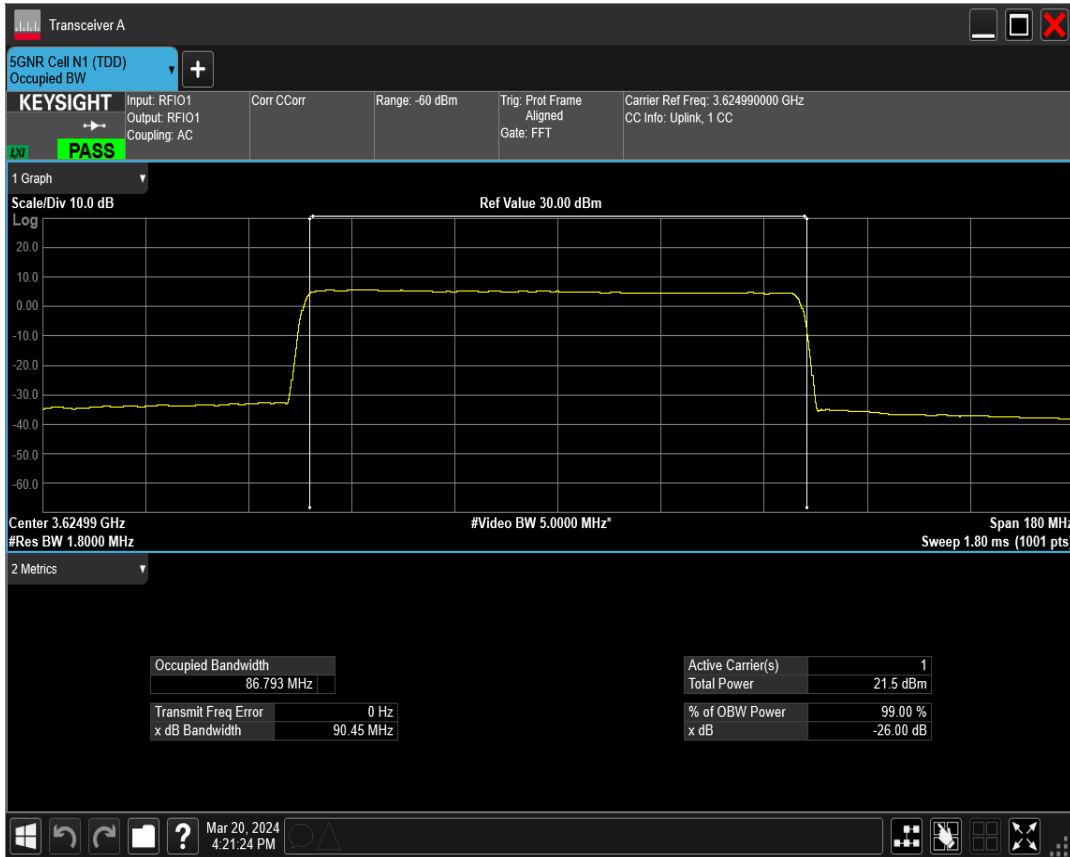 Transceiver A
5GNR Cell N1 (TDD)
Occupied BW
+
KEYSIGHT
LXI
PASS
Input: RFIO1
Output: RFIO1
Coupling: AC
Corr CCorr
Range: -60 dBm
Trig: Prot Frame
Aligned
Gate: FFT
Carrier Ref Freq: 3.624990000 GHz
CC Info: Uplink, 1 CC
1 Graph
Scale/Div 10.0 dB
Ref Value 30.00 dBm
Log
20.0
10.0
0.00
-10.0
-20.0
-30.0
-40.0
-50.0
-60.0
Center 3.62499 GHz
#Video BW 5.0000 MHz*
Span 180 MHz
#Res BW 1.8000 MHz
Sweep 1.80 ms (1001 pts)
2 Metrics
Occupied Bandwidth
86.793 MHz
Transmit Freq Error 0 Hz
x dB Bandwidth 90.45 MHz
Active Carrier(s) 1
Total Power 21.5 dBm
% of OBW Power 99.00 %
x dB -26.00 dB
?
Mar 20, 2024
4:21:24 PM